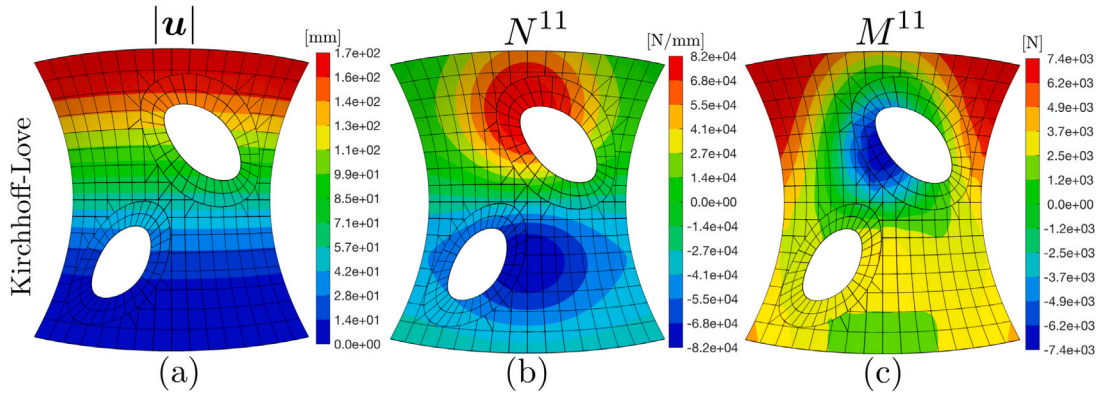 |u|
N¹¹
M¹¹
[mm]
[N/mm]
[N]
Kirchhoff-Love
1.7e+02
1.6e+02
1.4e+02
1.3e+02
1.1e+02
9.9e+01
8.5e+01
7.1e+01
5.7e+01
4.2e+01
2.8e+01
1.4e+01
0.0e+00
8.2e+04
6.8e+04
5.5e+04
4.1e+04
2.7e+04
1.4e+04
0.0e+00
-1.4e+04
-2.7e+04
-4.1e+04
-5.5e+04
-6.8e+04
-8.2e+04
7.4e+03
6.2e+03
4.9e+03
3.7e+03
2.5e+03
1.2e+03
0.0e+00
-1.2e+03
-2.5e+03
-3.7e+03
-4.9e+03
-6.2e+03
-7.4e+03
(a)
(b)
(c)